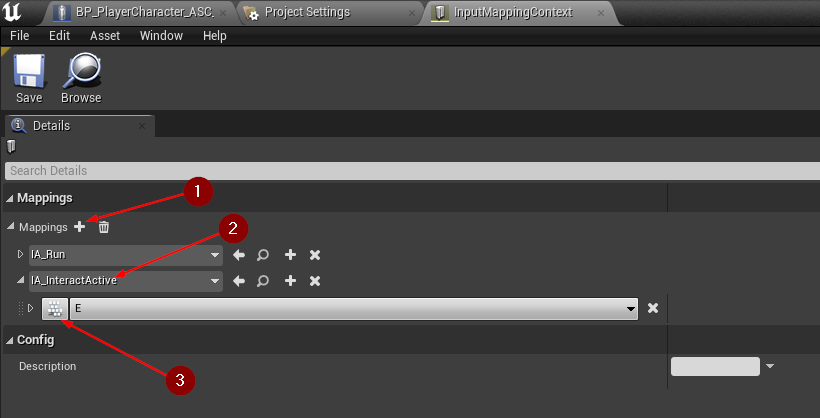 BP_PlayerCharacter_ASC_
Project Settings
InputMappingContext
File Edit Asset Window Help
Save Browse
Details
Search Details
Mappings
1
Mappings
2
IA_Run
IA_InteractActive
E
Config
Description
3